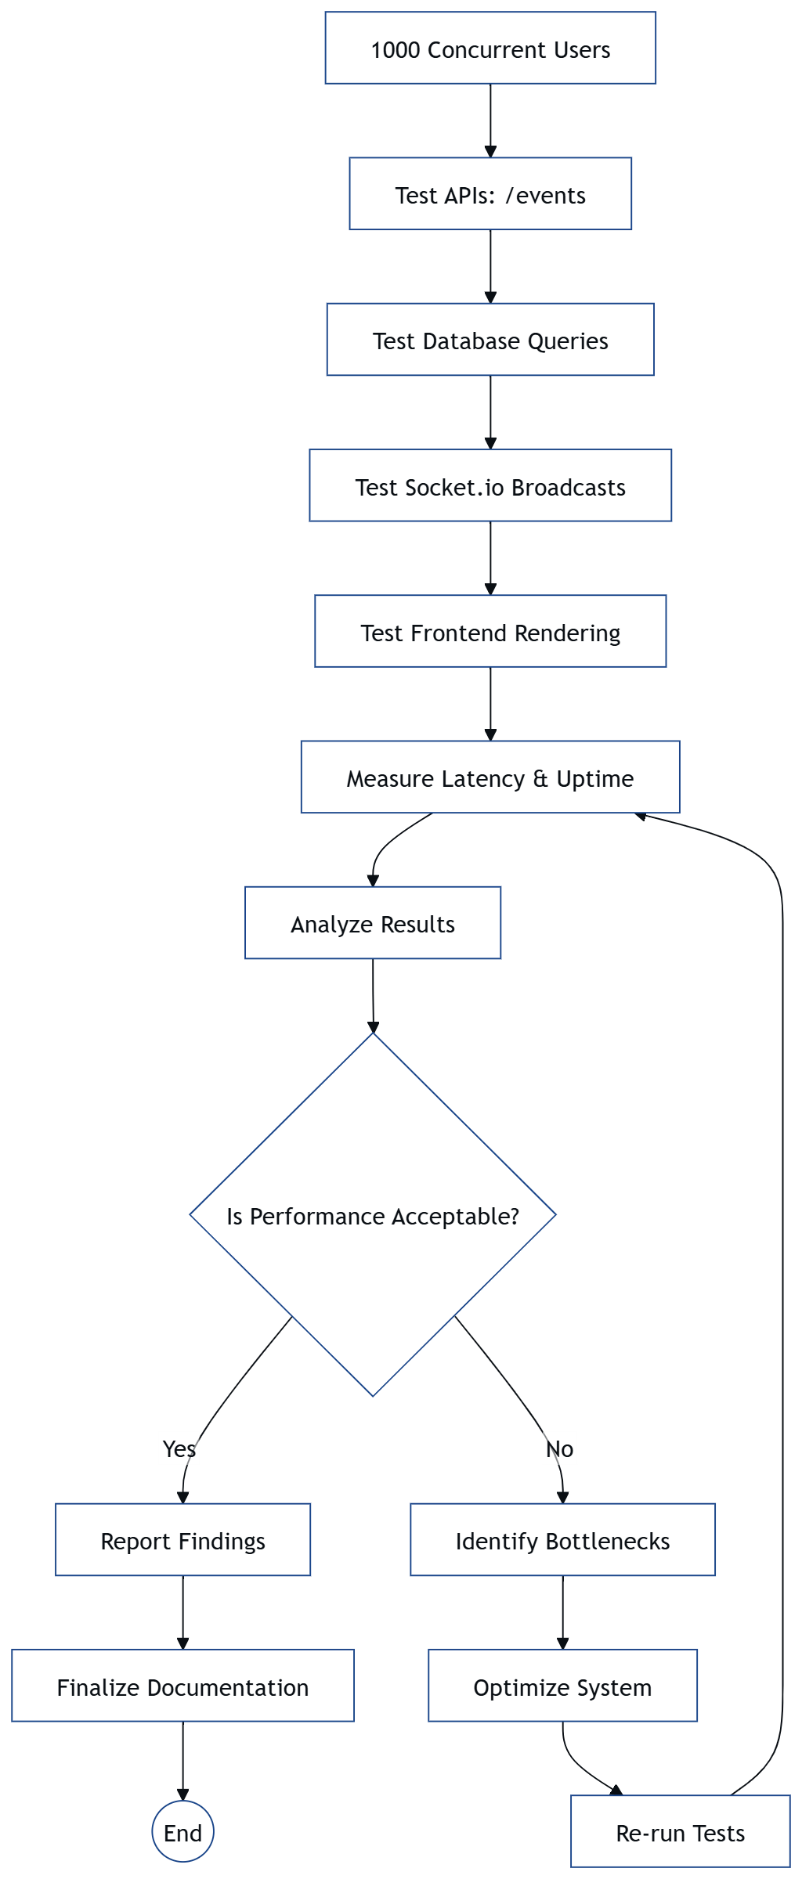 1000 Concurrent Users
Test APIs: /events
Test Database Queries
Test Socket.io Broadcasts
Test Frontend Rendering
Measure Latency & Uptime
Analyze Results
Is Performance Acceptable?
Yes
No
Report Findings
Identify Bottlenecks
Finalize Documentation
Optimize System
End
Re-run Tests